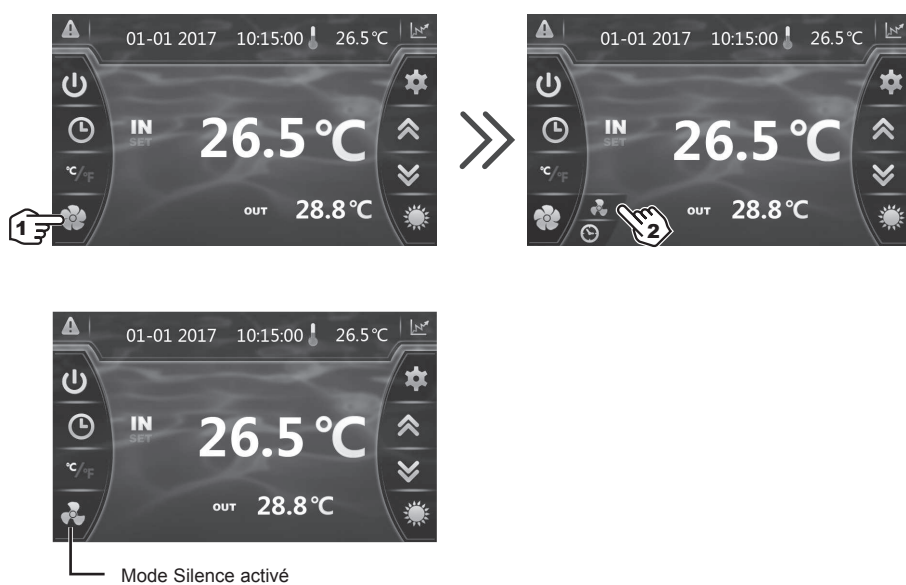 01-01 2017 10:15:00 26.5°C
IN
SET
26.5°C
°C/°F
OUT 28.8°C
1
01-01 2017 10:15:00 26.5°C
IN
SET
26.5°C
°C/°F
OUT 28.8°C
2
01-01 2017 10:15:00 26.5°C
IN
SET
26.5°C
°C/°F
OUT 28.8°C
Mode Silence activé